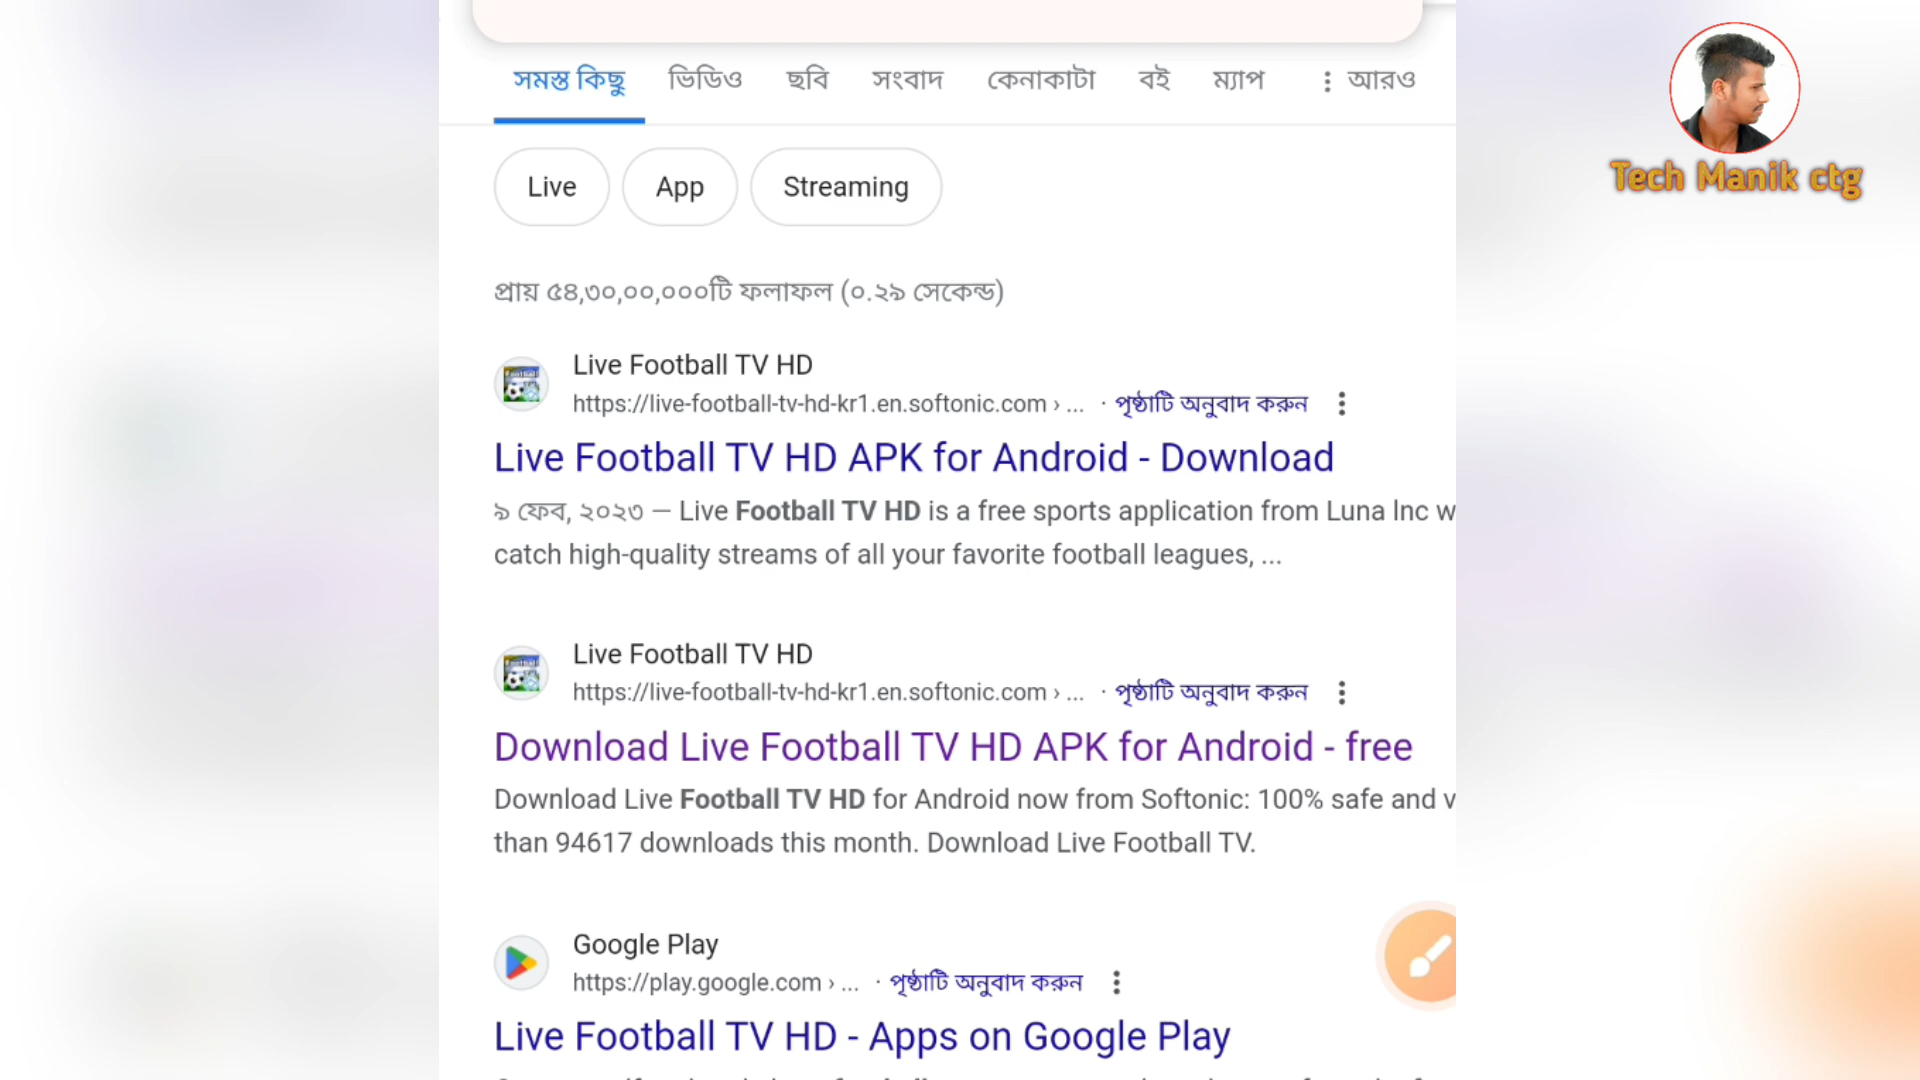 সমস্ত কিছু ভিডিও ছবি সংবাদ কেনাকাটা বই ম্যাপ আরও
Tech Manik ctg
Live App Streaming
প্রায় ৫৪,৩০,০০,০০০টি ফলাফল (০.২৯ সেকেন্ড)
Live Football TV HD
https://live-football-tv-hd-kr1.en.softonic.com › ... · পৃষ্ঠাটি অনুবাদ করুন
Live Football TV HD APK for Android - Download
৯ ফেব, ২০২৩ — Live Football TV HD is a free sports application from Luna Inc w
catch high-quality streams of all your favorite football leagues, ...
Live Football TV HD
https://live-football-tv-hd-kr1.en.softonic.com › ... · পৃষ্ঠাটি অনুবাদ করুন
Download Live Football TV HD APK for Android - free
Download Live Football TV HD for Android now from Softonic: 100% safe and v
than 94617 downloads this month. Download Live Football TV.
Google Play
https://play.google.com › ... · পৃষ্ঠাটি অনুবাদ করুন
Live Football TV HD - Apps on Google Play